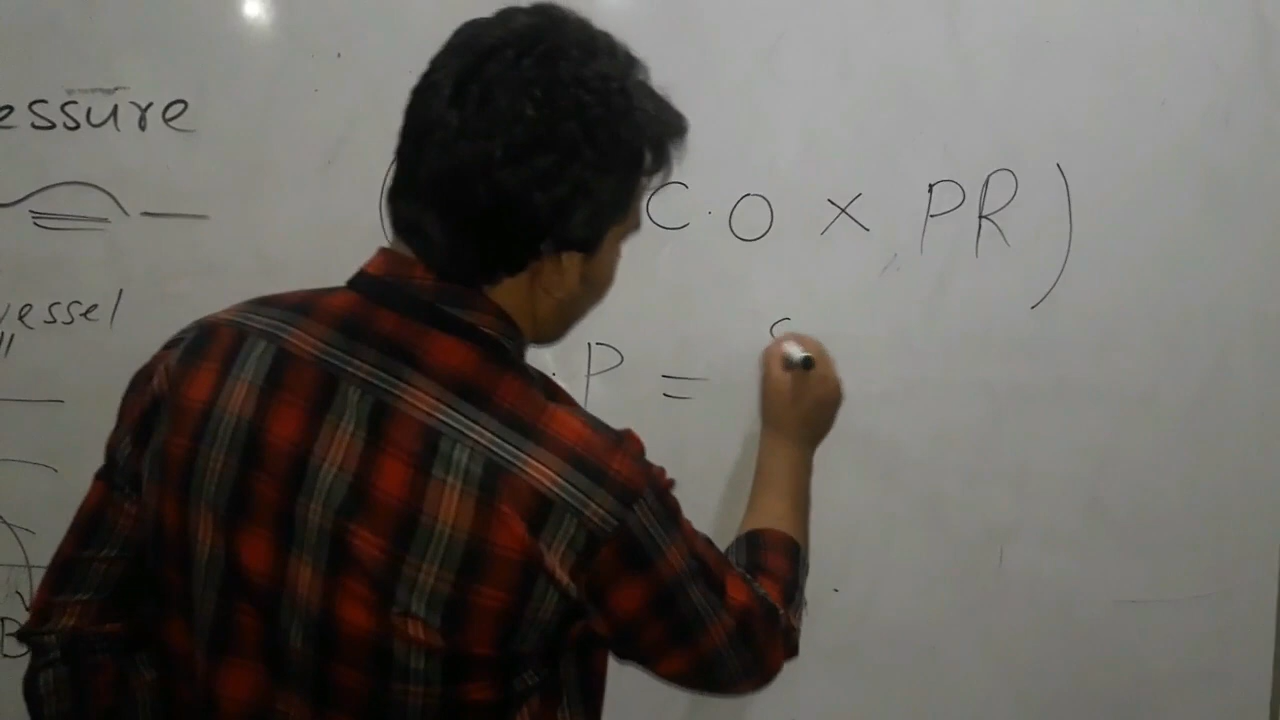 essure
( C.O × PR )
vessel
. P =
B